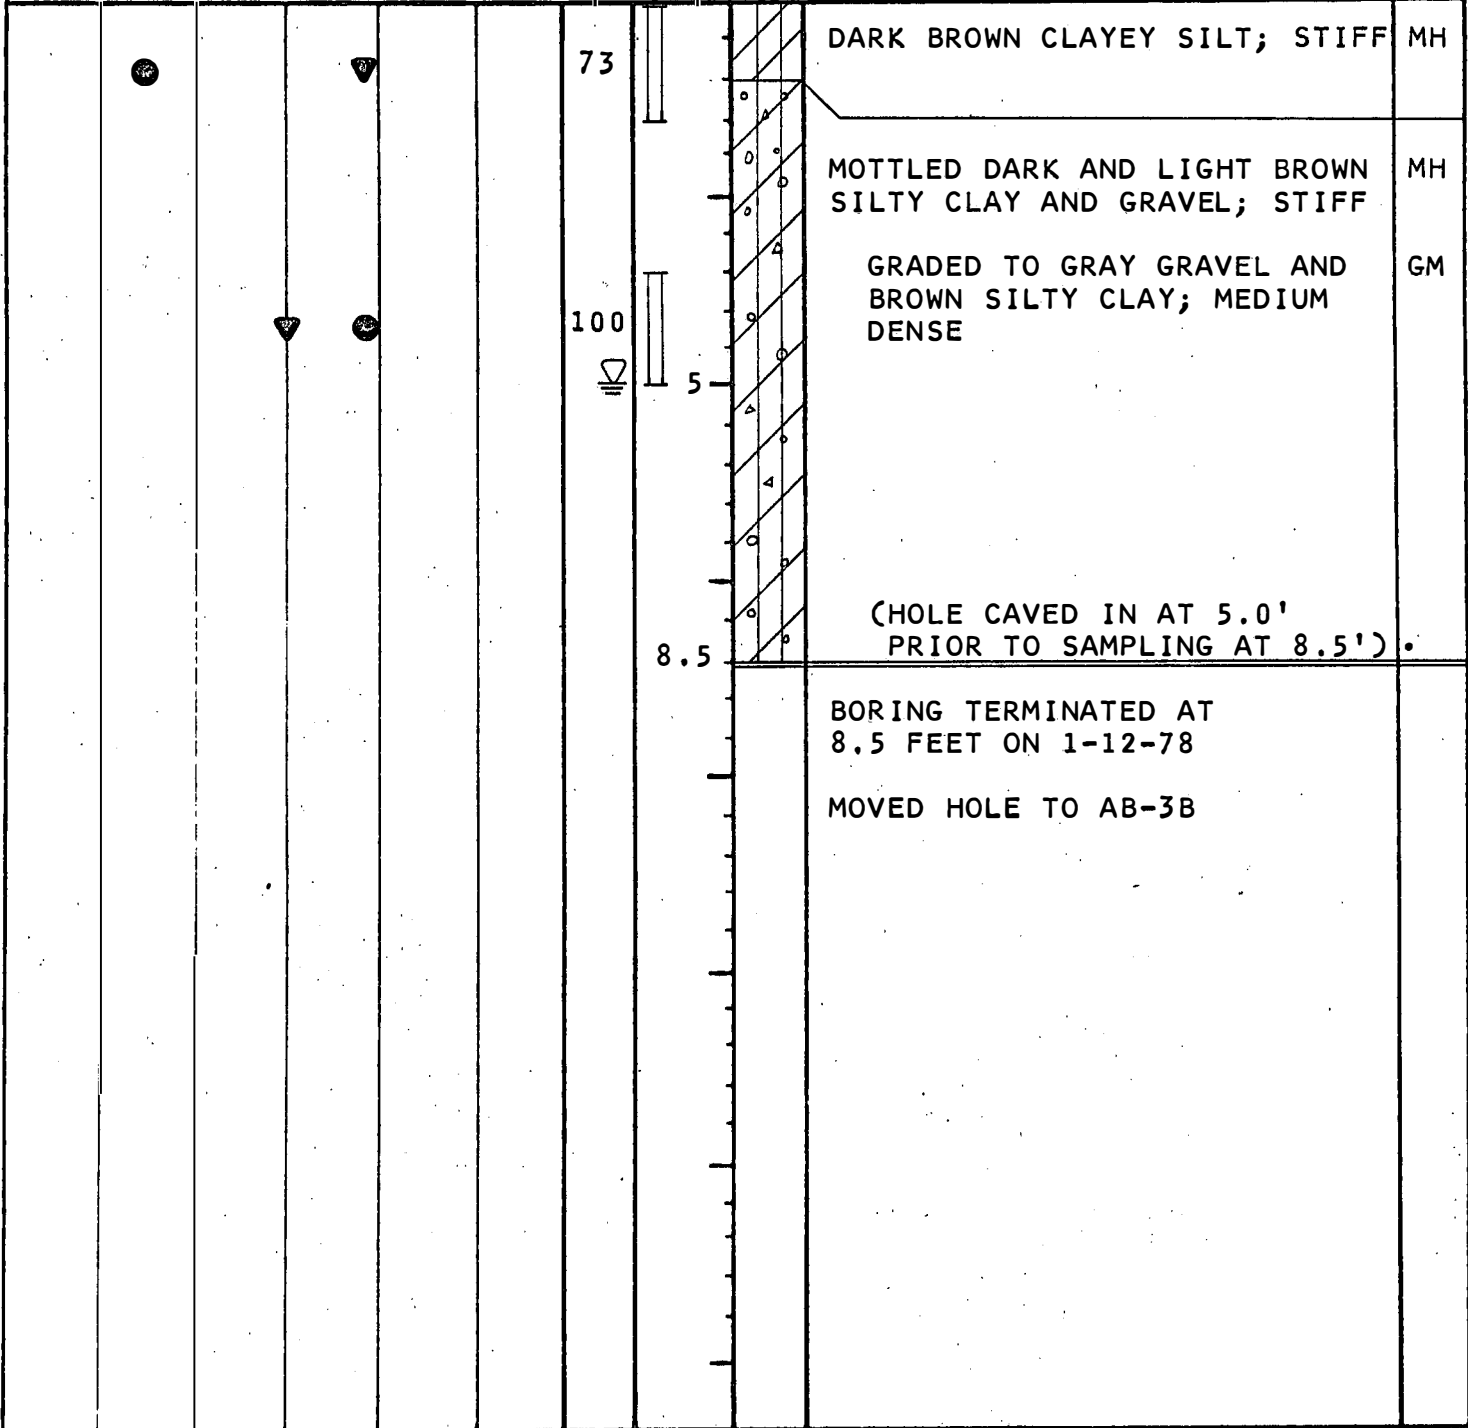 DARK BROWN CLAYEY SILT; STIFF MH
73
MOTTLED DARK AND LIGHT BROWN MH
SILTY CLAY AND GRAVEL; STIFF
GRADED TO GRAY GRAVEL AND GM
BROWN SILTY CLAY; MEDIUM
100
DENSE
5
(HOLE CAVED IN AT 5.0'
PRIOR TO SAMPLING AT 8.5').
8.5
BORING TERMINATED AT
8.5 FEET ON 1-12-78
MOVED HOLE TO AB-3B